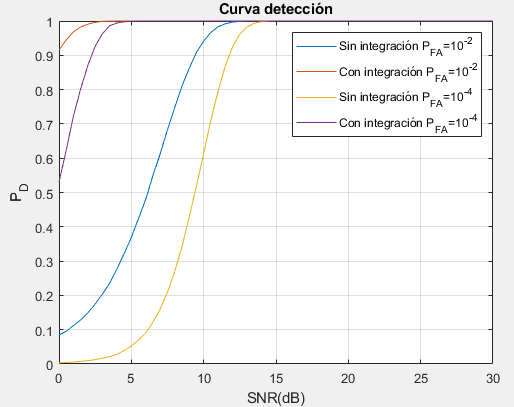 Curva detección
Sin integración P_FA=10^-2
Con integración P_FA=10^-2
Sin integración P_FA=10^-4
Con integración P_FA=10^-4
P_D
1
0.9
0.8
0.7
0.6
0.5
0.4
0.3
0.2
0.1
0
0 5 10 15 20 25 30
SNR(dB)